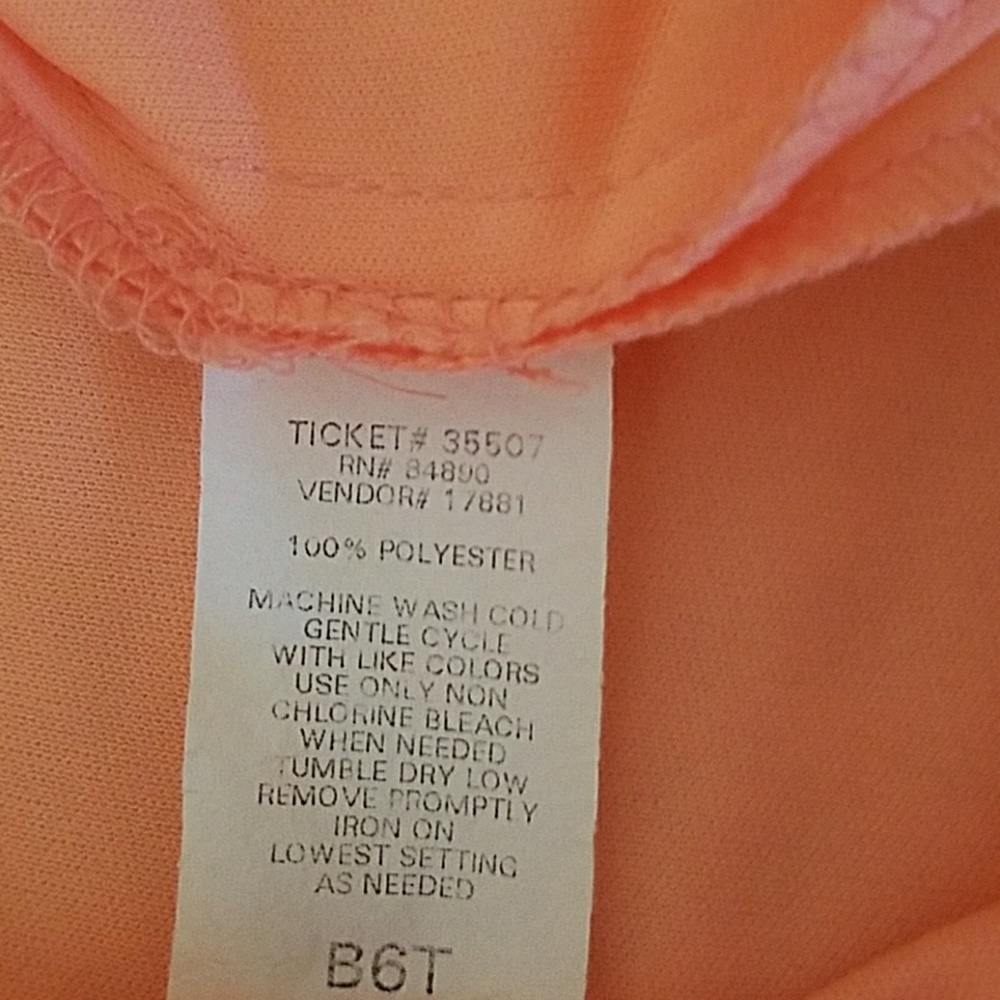 TICKET# 35507
RN# 84890
VENDOR# 17881
100% POLYESTER
MACHINE WASH COLD
GENTLE CYCLE
WITH LIKE COLORS
USE ONLY NON
CHLORINE BLEACH
WHEN NEEDED
TUMBLE DRY LOW
REMOVE PROMPTLY
IRON ON
LOWEST SETTING
AS NEEDED
B6T